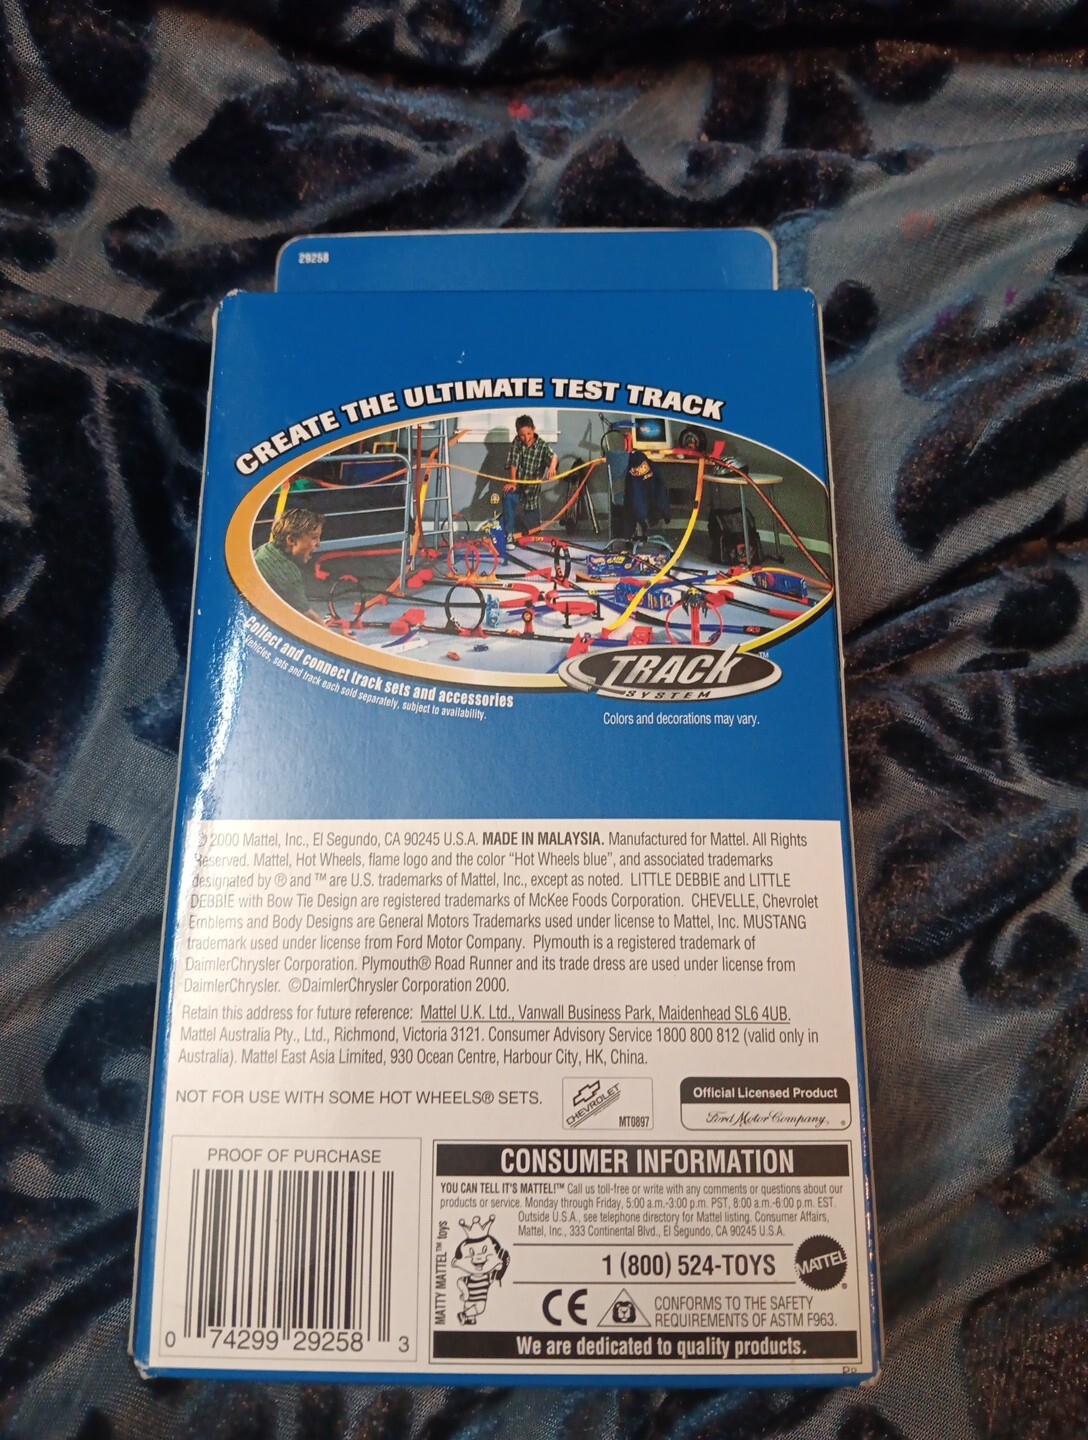 29258
CREATE THE ULTIMATE TEST TRACK
Collect and connect track sets and accessories
Vehicles, sets and track each sold separately, subject to availability.
TRACK™
SYSTEM
Colors and decorations may vary.
© 2000 Mattel, Inc., El Segundo, CA 90245 U.S.A. MADE IN MALAYSIA. Manufactured for Mattel. All Rights
Reserved. Mattel, Hot Wheels, flame logo and the color “Hot Wheels blue”, and associated trademarks
designated by ® and ™ are U.S. trademarks of Mattel, Inc., except as noted. LITTLE DEBBIE and LITTLE
DEBBIE with Bow Tie Design are registered trademarks of McKee Foods Corporation. CHEVELLE, Chevrolet
Emblems and Body Designs are General Motors Trademarks used under license to Mattel, Inc. MUSTANG
trademark used under license from Ford Motor Company. Plymouth is a registered trademark of
DaimlerChrysler Corporation. Plymouth® Road Runner and its trade dress are used under license from
DaimlerChrysler. ©DaimlerChrysler Corporation 2000.
Retain this address for future reference: Mattel U.K. Ltd., Vanwall Business Park, Maidenhead SL6 4UB.
Mattel Australia Pty., Ltd., Richmond, Victoria 3121. Consumer Advisory Service 1800 800 812 (valid only in
Australia). Mattel East Asia Limited, 930 Ocean Centre, Harbour City, HK, China.
NOT FOR USE WITH SOME HOT WHEELS® SETS.
CHEVROLET
MT0897
Official Licensed Product
Ford Motor Company ®
PROOF OF PURCHASE
0 74299 29258 3
CONSUMER INFORMATION
YOU CAN TELL IT'S MATTEL!™ Call us toll-free or write with any comments or questions about our
products or service. Monday through Friday, 5:00 a.m.-3:00 p.m. PST, 8:00 a.m.-6:00 p.m. EST.
Outside U.S.A., see telephone directory for Mattel listing. Consumer Affairs,
Mattel, Inc., 333 Continental Blvd., El Segundo, CA 90245 U.S.A.
MATTY MATTEL™ toys
1 (800) 524-TOYS
MATTEL®
CE
CONFORMS TO THE SAFETY
REQUIREMENTS OF ASTM F963.
We are dedicated to quality products.